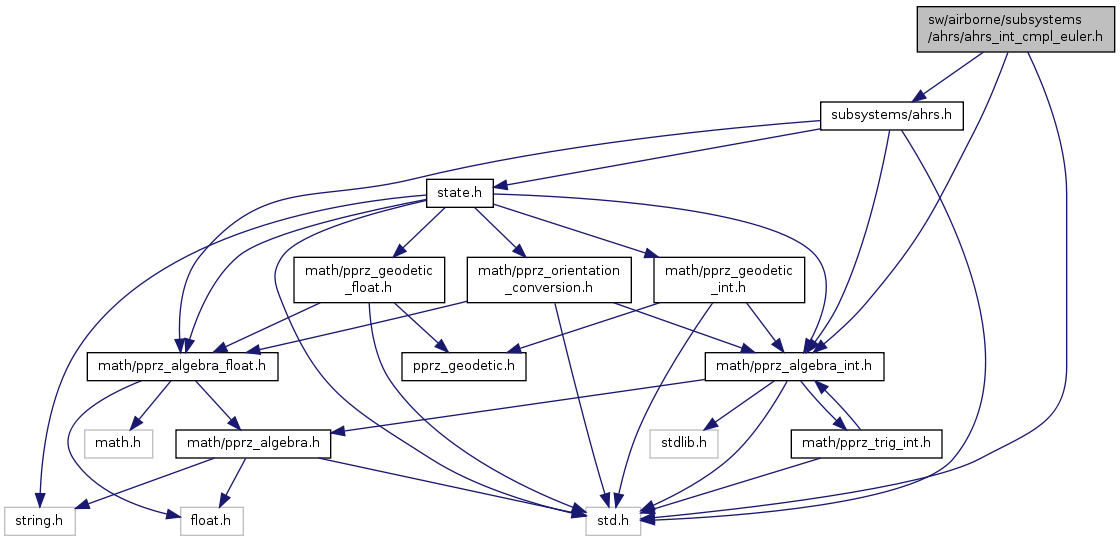 sw/airborne/subsystems
/ahrs/ahrs_int_cmpl_euler.h
subsystems/ahrs.h
state.h
math/pprz_geodetic
_float.h
math/pprz_orientation
_conversion.h
math/pprz_geodetic
_int.h
math/pprz_algebra_float.h
pprz_geodetic.h
math/pprz_algebra_int.h
math.h
math/pprz_algebra.h
stdlib.h
math/pprz_trig_int.h
string.h
float.h
std.h